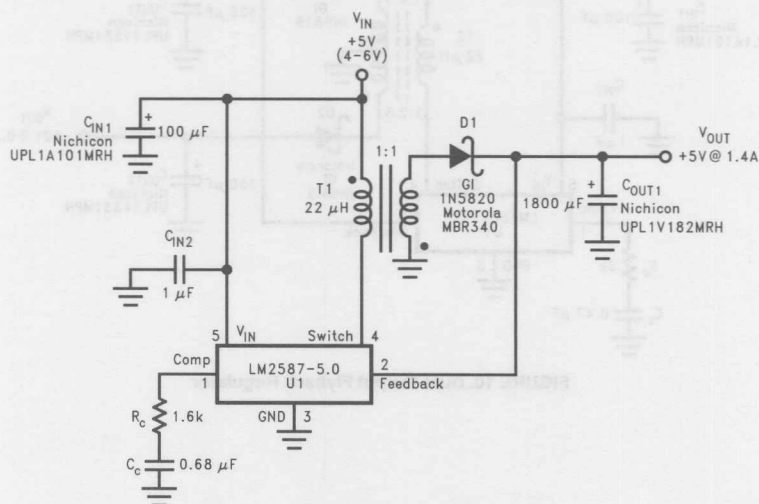 V_IN
+5V
(4-6V)
C_IN1
Nichicon
UPL1A101MRH
+
100 μF
D1
V_OUT
+5V @ 1.4A
1:1
T1
22 μH
GI
1N5820
Motorola
MBR340
1800 μF
+
C_OUT1
Nichicon
UPL1V182MRH
C_IN2
1 μF
5
V_IN
Switch
4
Comp
1
LM2587-5.0
U1
2
Feedback
GND
3
R_c
1.6k
C_c
0.68 μF